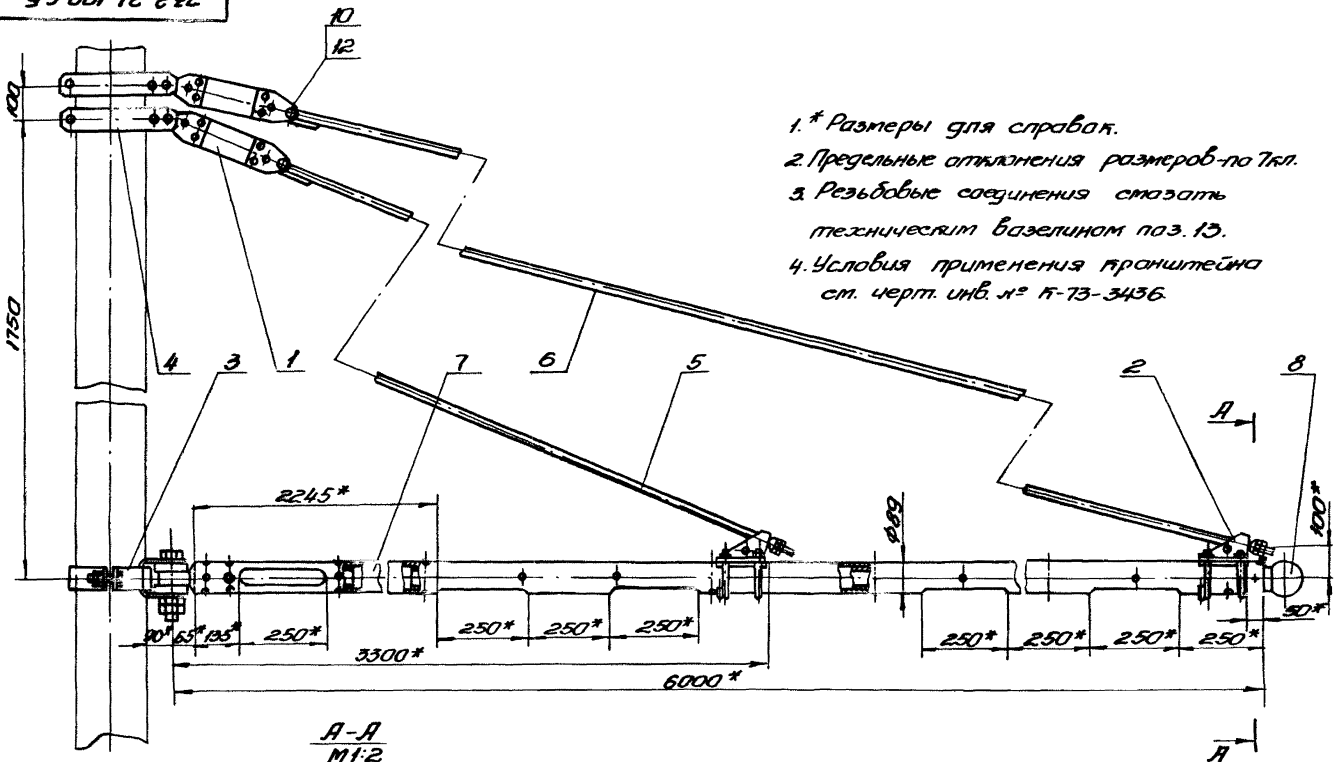 10
12
100
1750
1. * Размеры для справок.
2. Предельные отклонения размеров-по 7кл.
3. Резьбовые соединения смазать
техническим вазелином поз. 13.
4. Условия применения кронштейна
см. черт. инв. № К-73-3436.
4
3
1
7
6
5
2
8
А
2245*
ф89
100*
90*
65*
195*
250*
250*
250*
250*
250*
250*
250*
250*
50*
3300*
6000*
А-А
М1:2
А